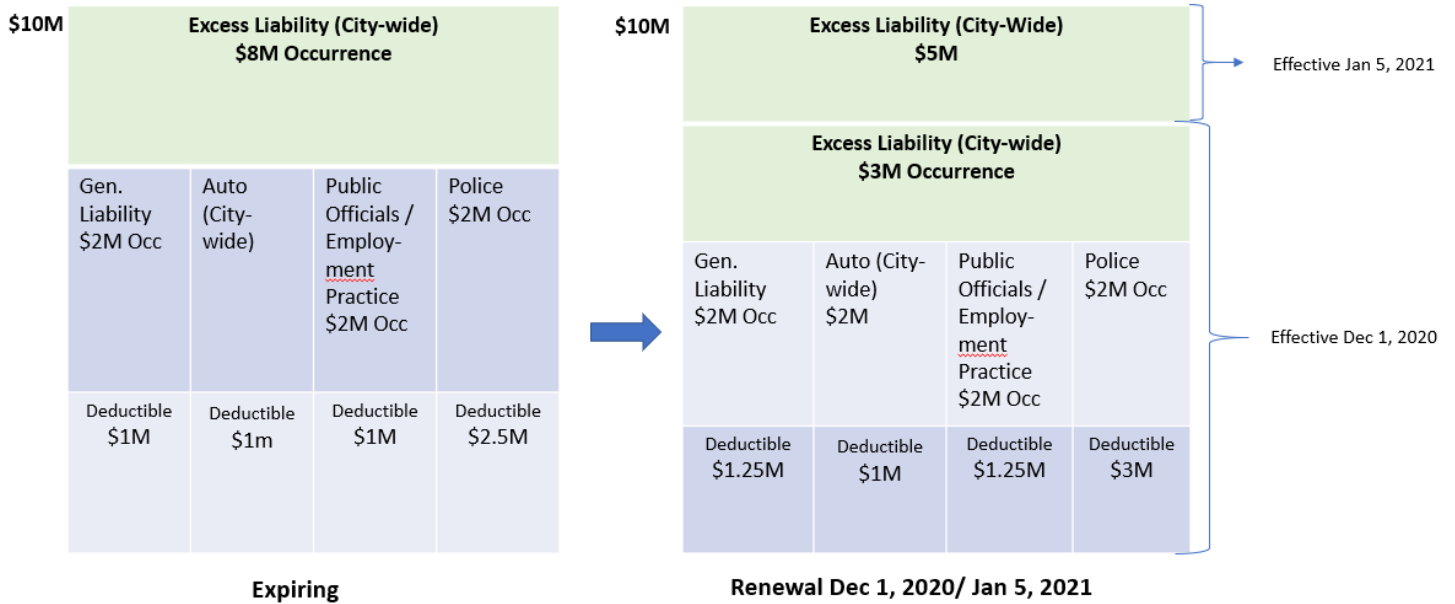 $10M
Excess Liability (City-wide)
$8M Occurrence
Gen.
Liability
$2M Occ
Auto
(City-
wide)
Public
Officials /
Employ-
ment
Practice
$2M Occ
Police
$2M Occ
Deductible
$1M
Deductible
$1m
Deductible
$1M
Deductible
$2.5M
Expiring
$10M
Excess Liability (City-Wide)
$5M
Effective Jan 5, 2021
Excess Liability (City-wide)
$3M Occurrence
Gen.
Liability
$2M Occ
Auto (City-
wide)
$2M
Public
Officials /
Employ-
ment
Practice
$2M Occ
Police
$2M Occ
Effective Dec 1, 2020
Deductible
$1.25M
Deductible
$1M
Deductible
$1.25M
Deductible
$3M
Renewal Dec 1, 2020/ Jan 5, 2021